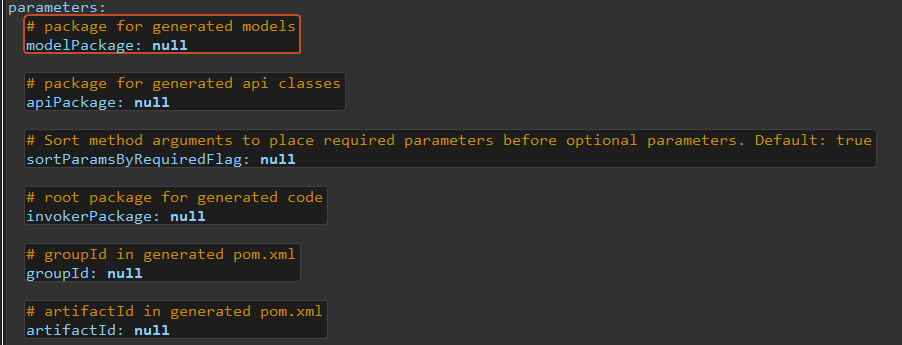 parameters:
# package for generated models
modelPackage: null
# package for generated api classes
apiPackage: null
# Sort method arguments to place required parameters before optional parameters. Default: true
sortParamsByRequiredFlag: null
# root package for generated code
invokerPackage: null
# groupId in generated pom.xml
groupId: null
# artifactId in generated pom.xml
artifactId: null